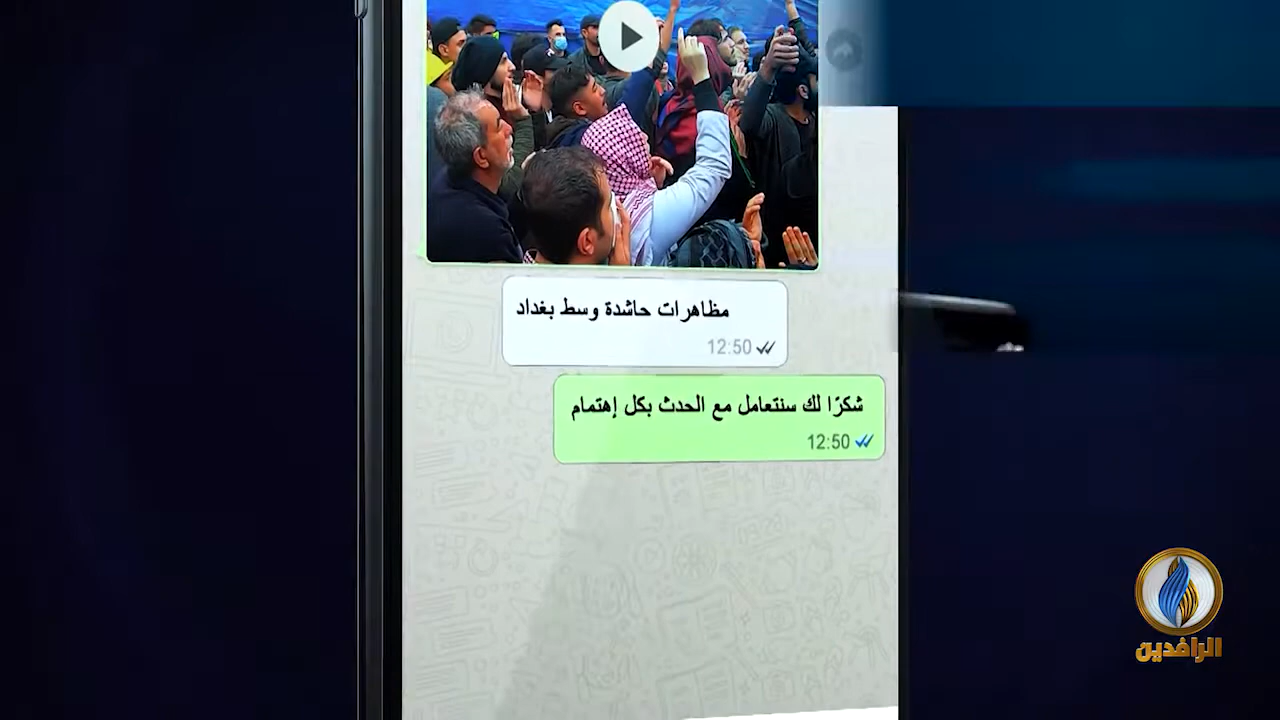 مظاهرات حاشدة وسط بغداد
12:50
شكرًا لك سنتعامل مع الحدث بكل إهتمام
12:50
الرافدين